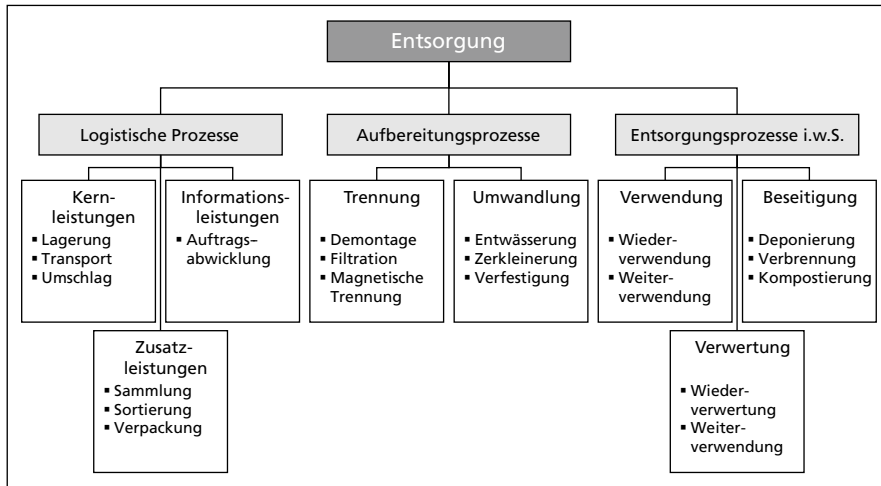 Entsorgung
Logistische Prozesse
Aufbereitungsprozesse
Entsorgungsprozesse i.w.S.
Kern-
leistungen
▪ Lagerung
▪ Transport
▪ Umschlag
Informations-
leistungen
▪ Auftrags-
abwicklung
Zusatz-
leistungen
▪ Sammlung
▪ Sortierung
▪ Verpackung
Trennung
▪ Demontage
▪ Filtration
▪ Magnetische
Trennung
Umwandlung
▪ Entwässerung
▪ Zerkleinerung
▪ Verfestigung
Verwendung
▪ Wieder-
verwendung
▪ Weiter-
verwendung
Beseitigung
▪ Deponierung
▪ Verbrennung
▪ Kompostierung
Verwertung
▪ Wieder-
verwertung
▪ Weiter-
verwendung